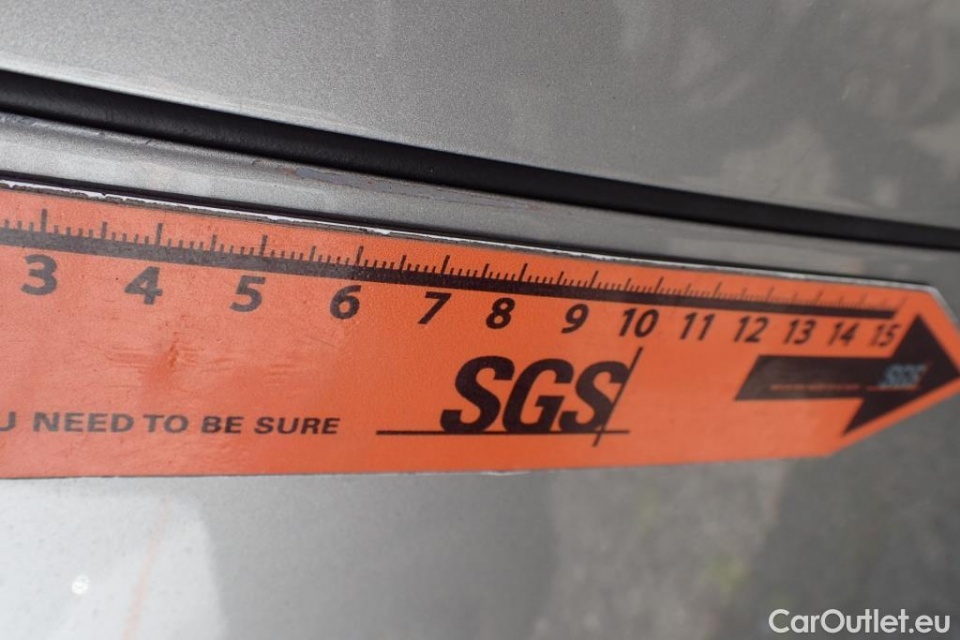 3 4 5 6 7 8 9 10 11 12 13 14 15
SGS
NEED TO BE SURE
SGS
CarOutlet.eu